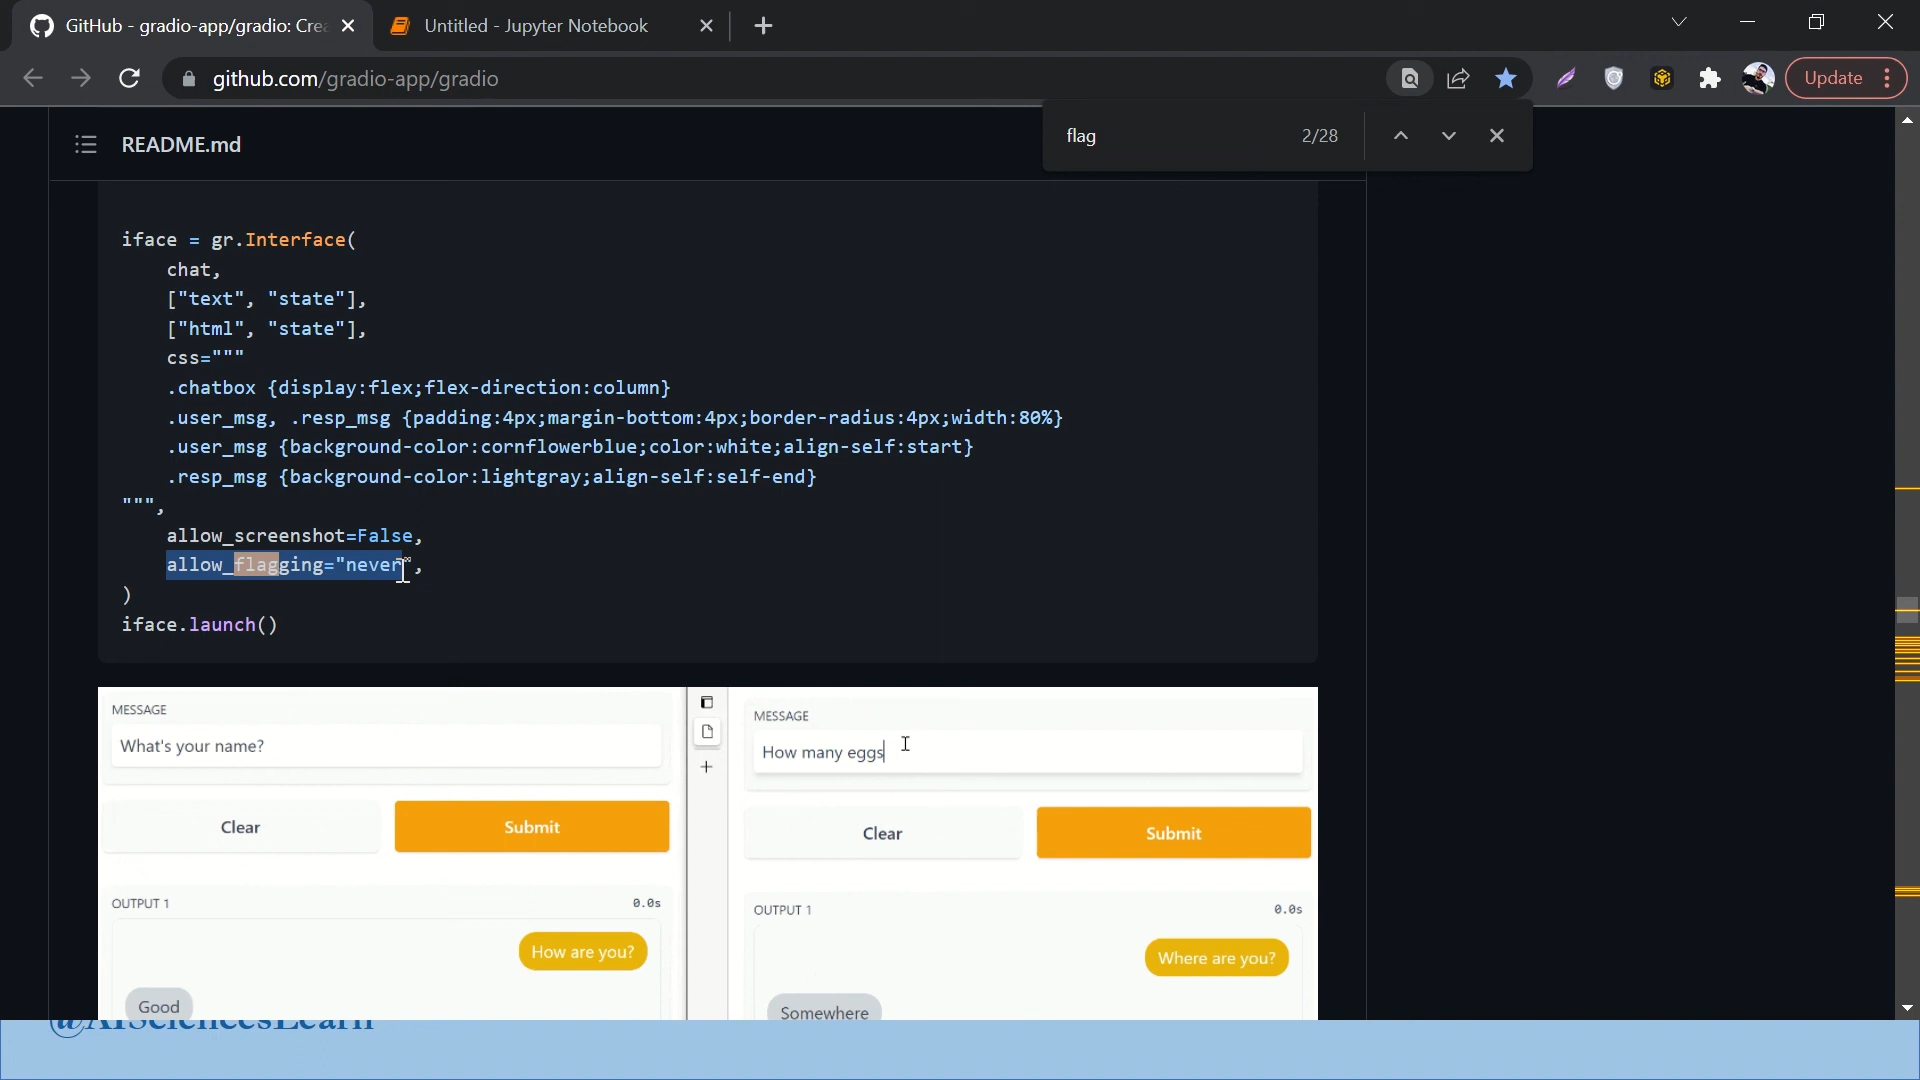 GitHub - gradio-app/gradio: Cre
Untitled - Jupyter Notebook
github.com/gradio-app/gradio
Update
flag
2/28
README.md
iface = gr.Interface(
chat,
["text", "state"],
["html", "state"],
css="""
.chatbox {display:flex;flex-direction:column}
.user_msg, .resp_msg {padding:4px;margin-bottom:4px;border-radius:4px;width:80%}
.user_msg {background-color:cornflowerblue;color:white;align-self:start}
.resp_msg {background-color:lightgray;align-self:self-end}
""",
allow_screenshot=False,
allow_flagging="never",
)
iface.launch()
MESSAGE
What's your name?
Clear
Submit
OUTPUT 1
0.0s
How are you?
Good
MESSAGE
How many eggs
Clear
Submit
OUTPUT 1
0.0s
Where are you?
Somewhere
@AISciencesLearn